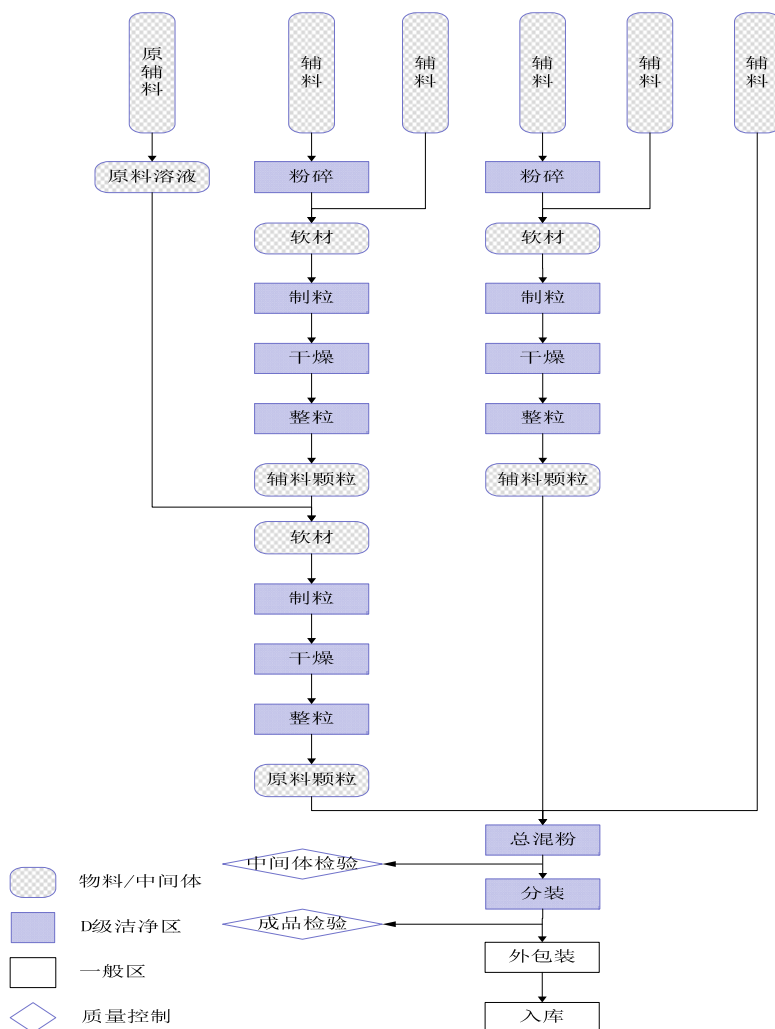 原辅料
辅料
辅料
辅料
辅料
辅料
原料溶液
粉碎
粉碎
软材
软材
制粒
制粒
干燥
干燥
整粒
整粒
辅料颗粒
辅料颗粒
软材
制粒
干燥
整粒
原料颗粒
总混粉
中间体检验
分装
成品检验
外包装
入库
物料/中间体
D级洁净区
一般区
质量控制